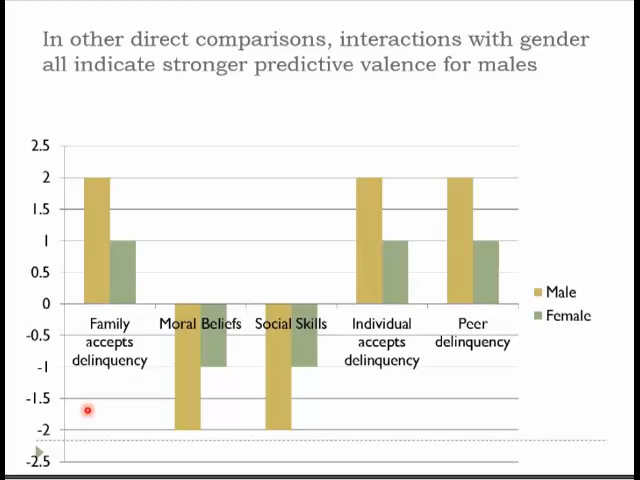 In other direct comparisons, interactions with gender
all indicate stronger predictive valence for males
2.5
2
1.5
1
0.5
0
-0.5
-1
-1.5
-2
-2.5
Family
accepts
delinquency
Moral Beliefs
Social Skills
Individual
accepts
delinquency
Peer
delinquency
Male
Female